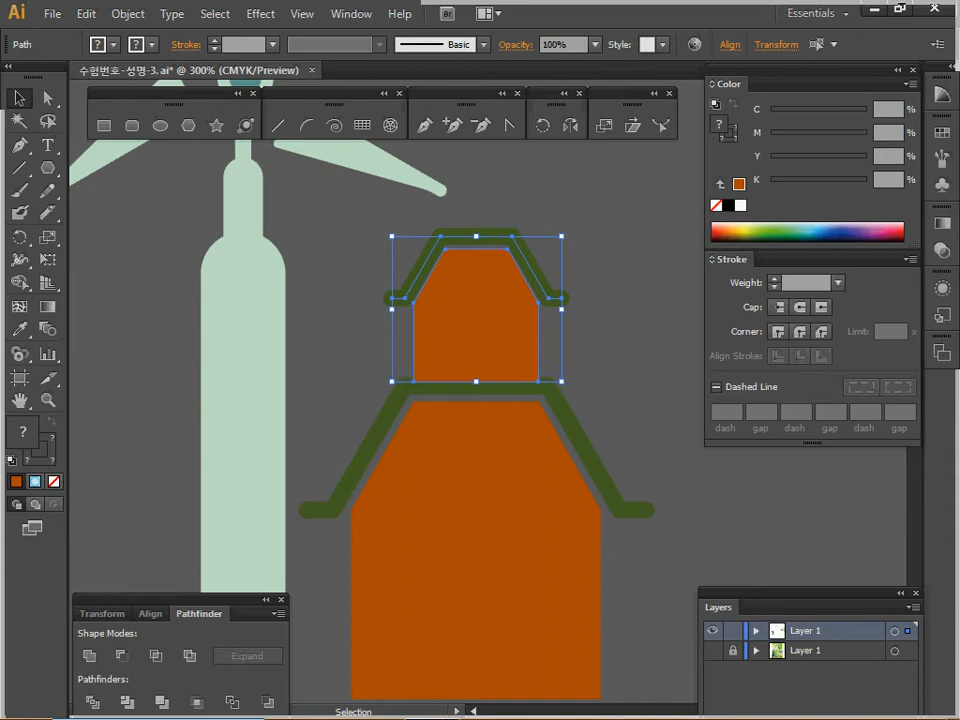 Ai File Edit Object Type Select Effect View Window Help Br Essentials
Path ? ? Stroke: Basic Opacity: 100% Style: Align Transform
수험번호-성명-3.ai* @ 300% (CMYK/Preview) ×
Color
C %
M %
Y %
K %
?
Stroke
Weight:
Cap:
Corner: Limit: x
Align Stroke:
Dashed Line
dash gap dash gap dash gap
T
?
Transform Align Pathfinder
Shape Modes:
Expand
Pathfinders:
Layers
Layer 1
Layer 1
Selection